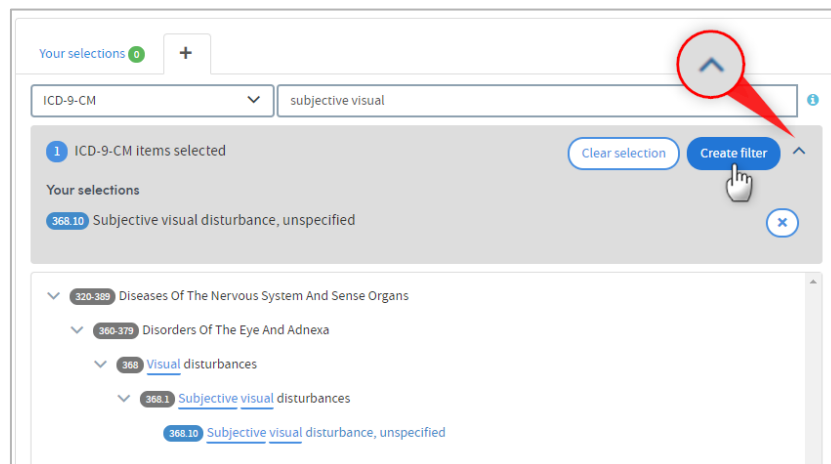 Your selections 0 +
ICD-9-CM subjective visual
1 ICD-9-CM items selected Clear selection Create filter
Your selections
368.10 Subjective visual disturbance, unspecified
320-389 Diseases Of The Nervous System And Sense Organs
360-379 Disorders Of The Eye And Adnexa
368 Visual disturbances
368.1 Subjective visual disturbances
368.10 Subjective visual disturbance, unspecified